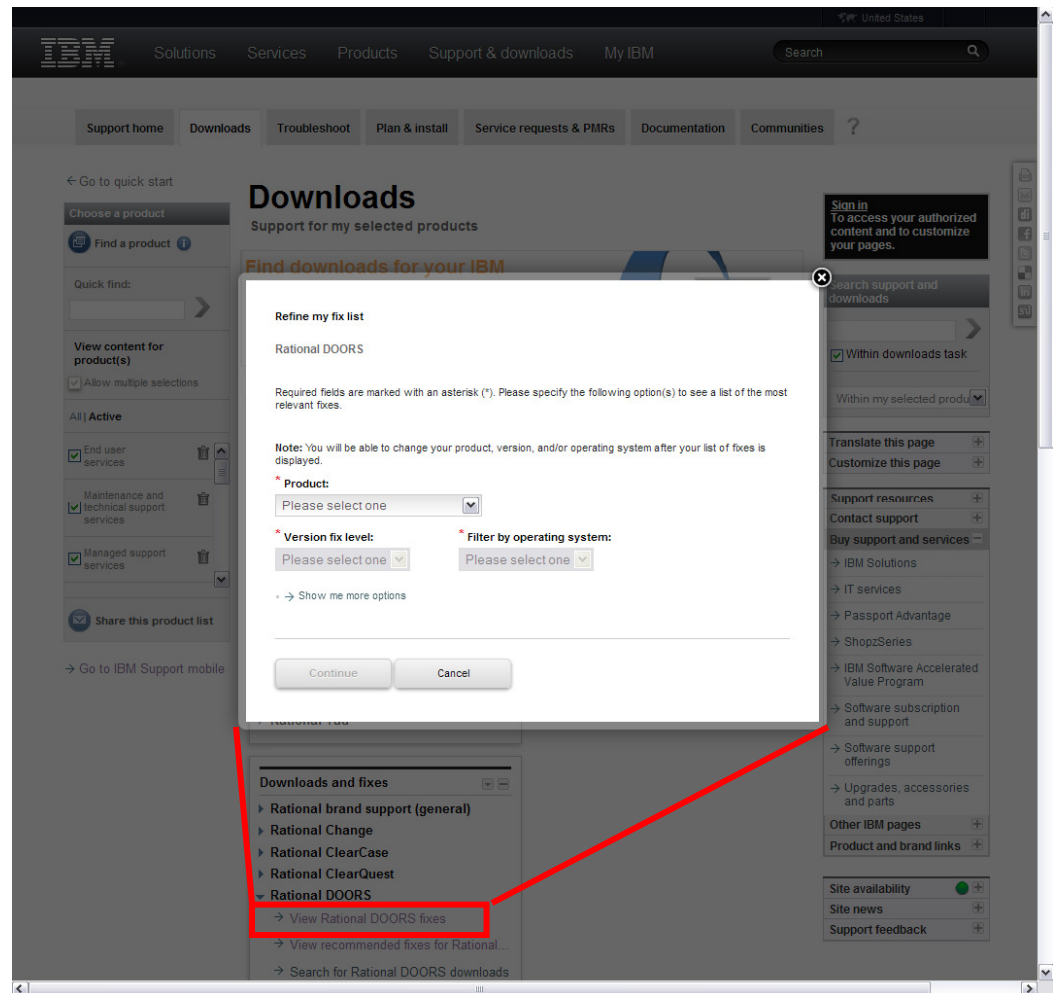 United States
IBM
Solutions Services Products Support & downloads My IBM Search
Support home Downloads Troubleshoot Plan & install Service requests & PMRs Documentation Communities ?
← Go to quick start
Choose a product
Find a product
Quick find:
View content for
product(s)
Allow multiple selections
All | Active
End user
services
Maintenance and
technical support
services
Managed support
services
Share this product list
→ Go to IBM Support mobile
Downloads
Support for my selected products
Find downloads for your IBM
Refine my fix list
Rational DOORS
Required fields are marked with an asterisk (*). Please specify the following option(s) to see a list of the most
relevant fixes.
Note: You will be able to change your product, version, and/or operating system after your list of fixes is
displayed.
* Product:
Please select one
* Version fix level: * Filter by operating system:
Please select one Please select one
→ Show me more options
Continue Cancel
Rational Tau
Downloads and fixes
Rational brand support (general)
Rational Change
Rational ClearCase
Rational ClearQuest
Rational DOORS
→ View Rational DOORS fixes
→ View recommended fixes for Rational...
→ Search for Rational DOORS downloads
Sign in
To access your authorized
content and to customize
your pages.
Search support and
downloads
Within downloads task
Within my selected produ
Translate this page
Customize this page
Support resources
Contact support
Buy support and services
→ IBM Solutions
→ IT services
→ Passport Advantage
→ ShopzSeries
→ IBM Software Accelerated
Value Program
→ Software subscription
and support
→ Software support
offerings
→ Upgrades, accessories
and parts
Other IBM pages
Product and brand links
Site availability
Site news
Support feedback